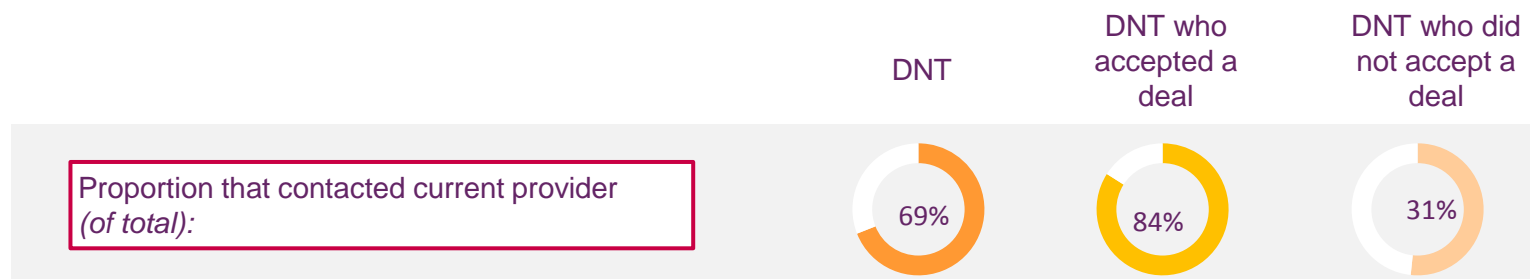 DNT
DNT who
accepted a
deal
DNT who did
not accept a
deal
Proportion that contacted current provider
(of total):
69%
84%
31%